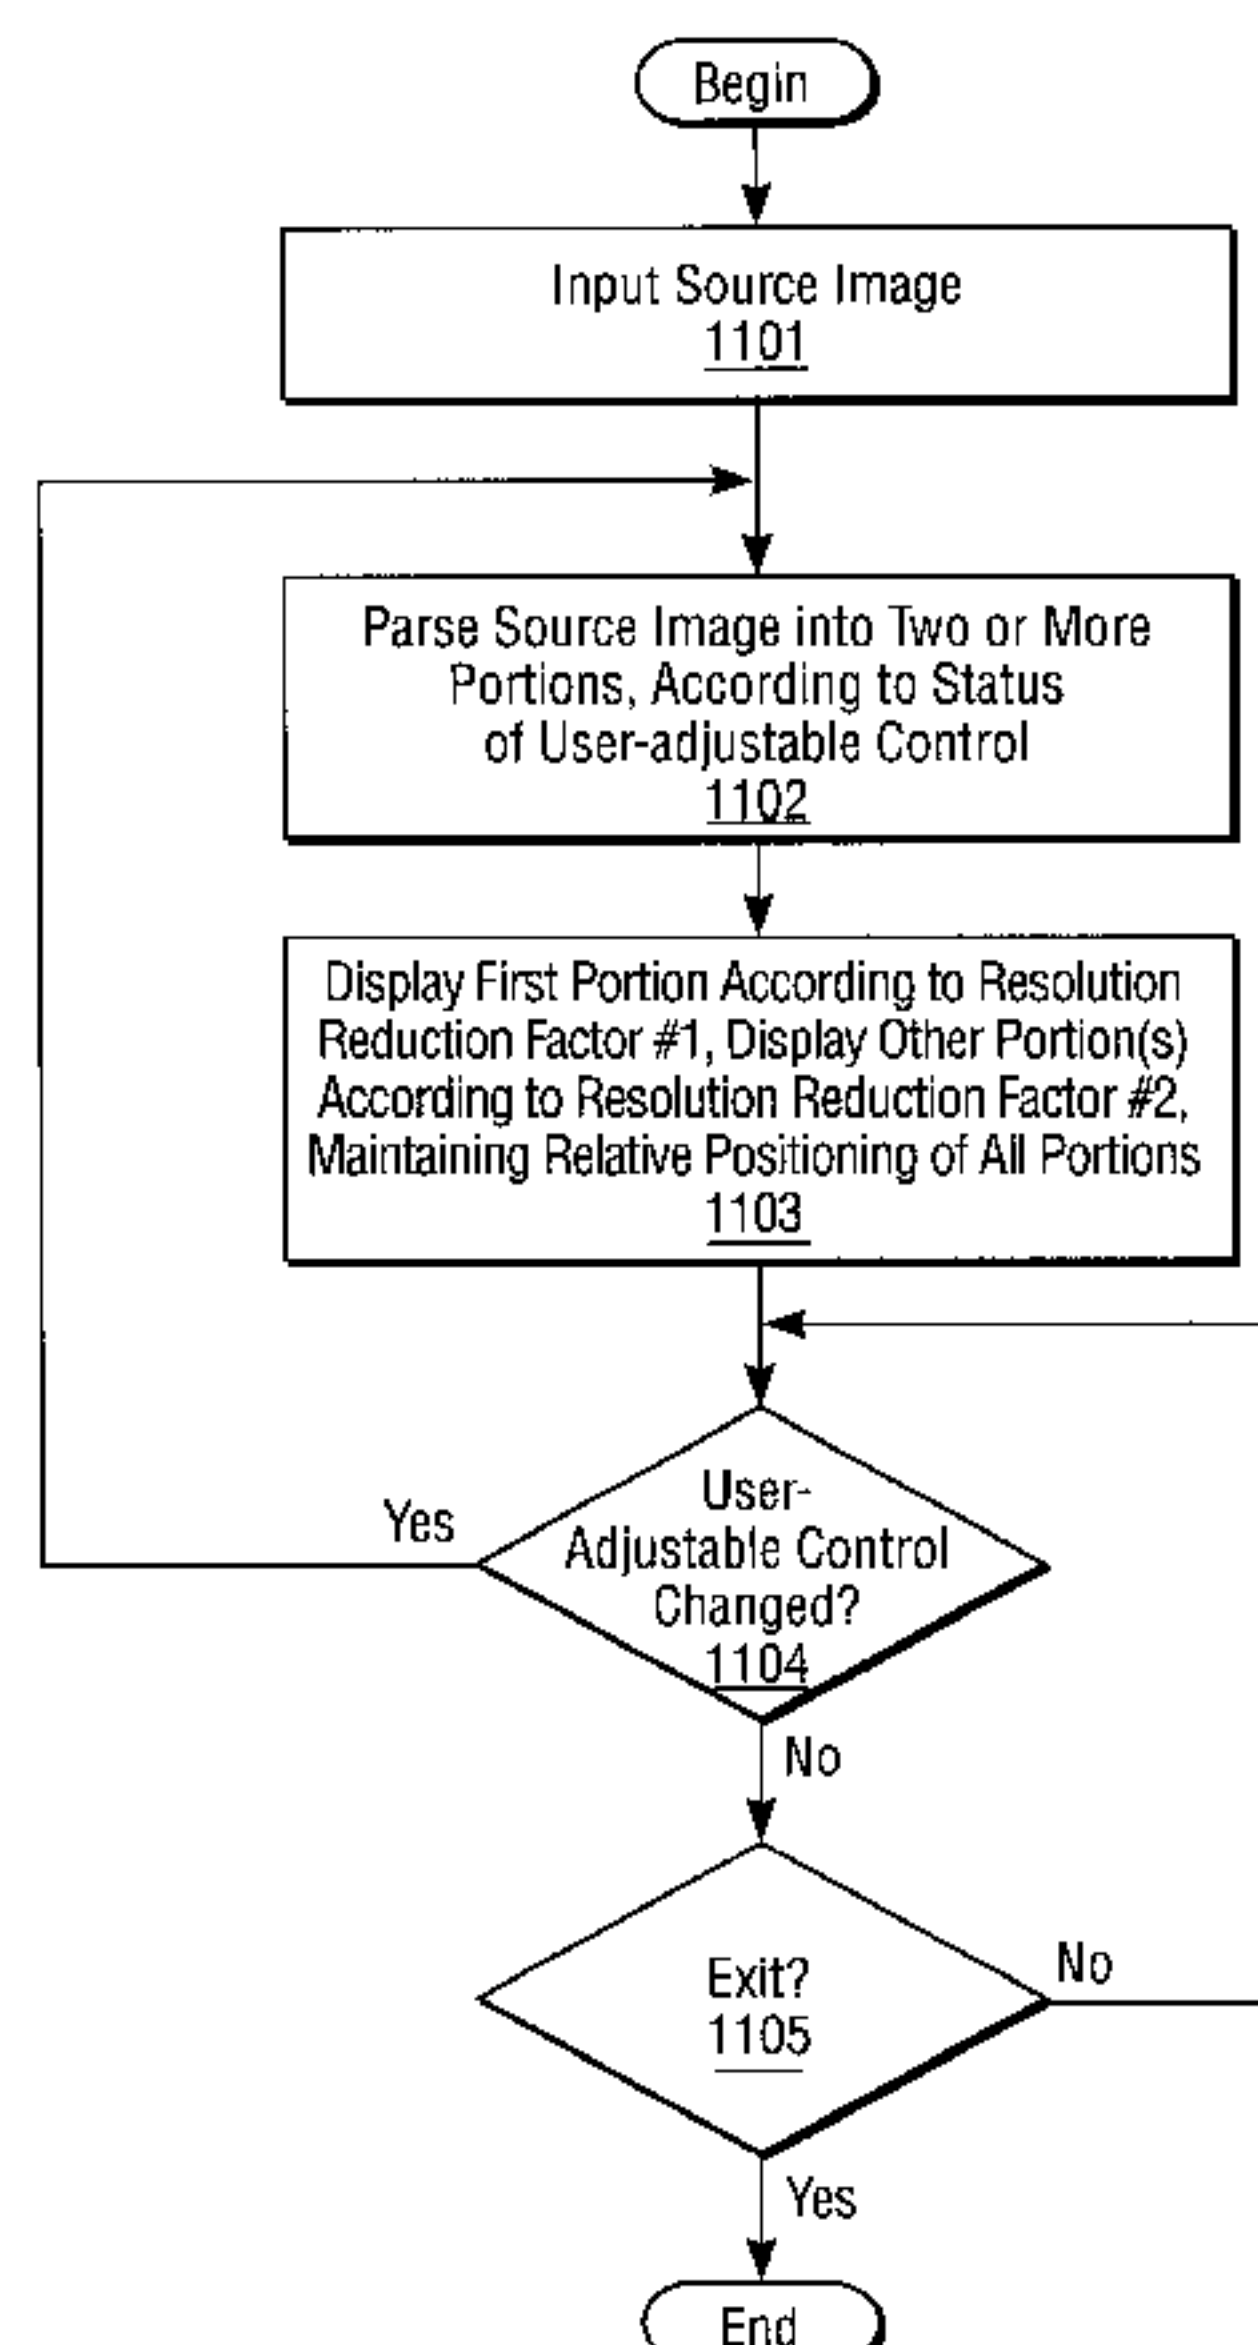 Begin
Input Source Image
1101
Parse Source Image into Two or More
Portions, According to Status
of User-adjustable Control
1102
Display First Portion According to Resolution
Reduction Factor #1, Display Other Portion(s)
According to Resolution Reduction Factor #2,
Maintaining Relative Positioning of All Portions
1103
User-
Adjustable Control
Changed?
1104
Yes
No
Exit?
1105
No
Yes
End